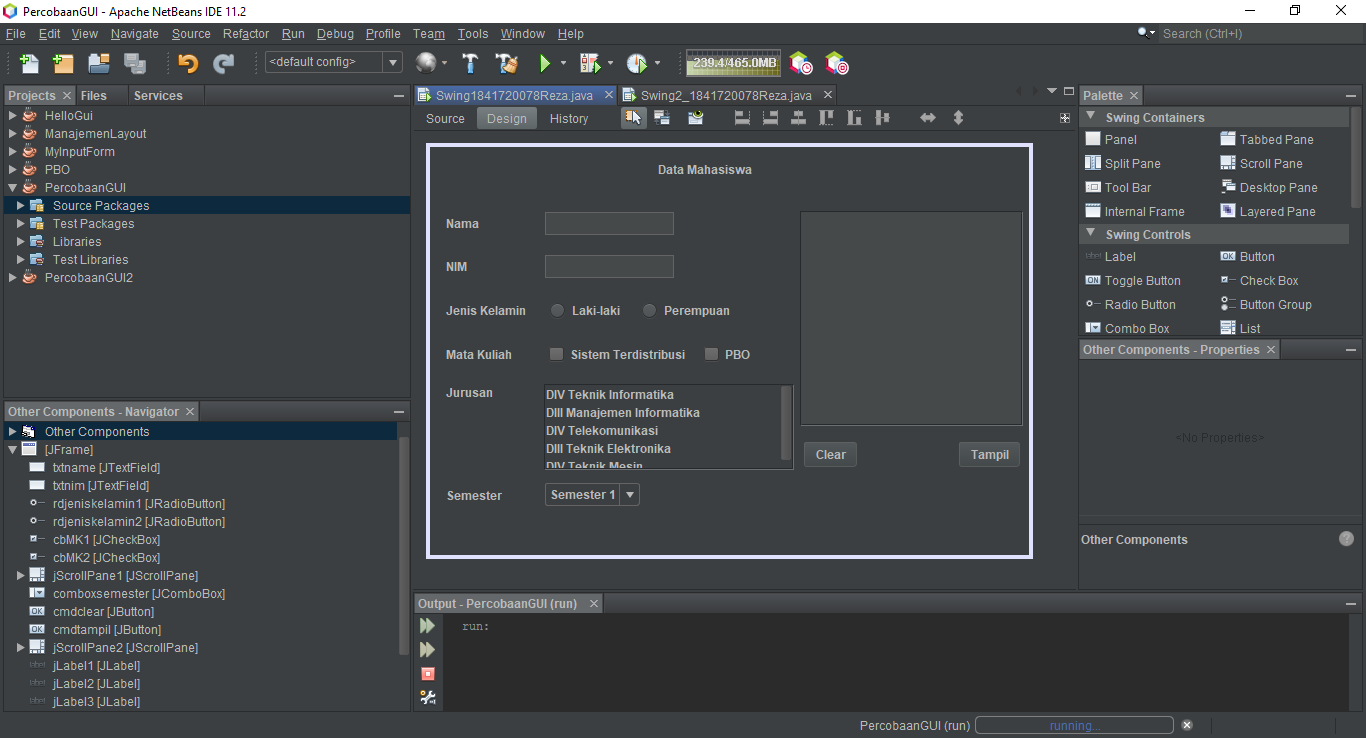 PercobaanGUI - Apache NetBeans IDE 11.2
File Edit View Navigate Source Refactor Run Debug Profile Team Tools Window Help
Search (Ctrl+I)
<default config>
239.4/465.0MB
Projects Files Services
HelloGui
ManajemenLayout
MyInputForm
PBO
PercobaanGUI
Source Packages
Test Packages
Libraries
Test Libraries
PercobaanGUI2
Other Components - Navigator
Other Components
[JFrame]
txtname [JTextField]
txtnim [JTextField]
rdjeniskelamin1 [JRadioButton]
rdjeniskelamin2 [JRadioButton]
cbMK1 [JCheckBox]
cbMK2 [JCheckBox]
jScrollPane1 [JScrollPane]
comboxsemester [JComboBox]
OK cmdclear [JButton]
OK cmdtampil [JButton]
jScrollPane2 [JScrollPane]
label jLabel1 [JLabel]
label jLabel2 [JLabel]
label jLabel3 [JLabel]
Swing1841720078Reza.java Swing2_1841720078Reza.java
Source Design History
Data Mahasiswa
Nama
NIM
Jenis Kelamin Laki-laki Perempuan
Mata Kuliah Sistem Terdistribusi PBO
Jurusan
DIV Teknik Informatika
DIII Manajemen Informatika
DIV Telekomunikasi
DIII Teknik Elektronika
DIV Teknik Mesin
Clear Tampil
Semester Semester 1
Output - PercobaanGUI (run)
run:
Palette
Swing Containers
Panel Tabbed Pane
Split Pane Scroll Pane
Tool Bar Desktop Pane
Internal Frame Layered Pane
Swing Controls
label Label OK Button
ON Toggle Button Check Box
Radio Button Button Group
Combo Box List
Other Components - Properties
<No Properties>
Other Components
PercobaanGUI (run) running...